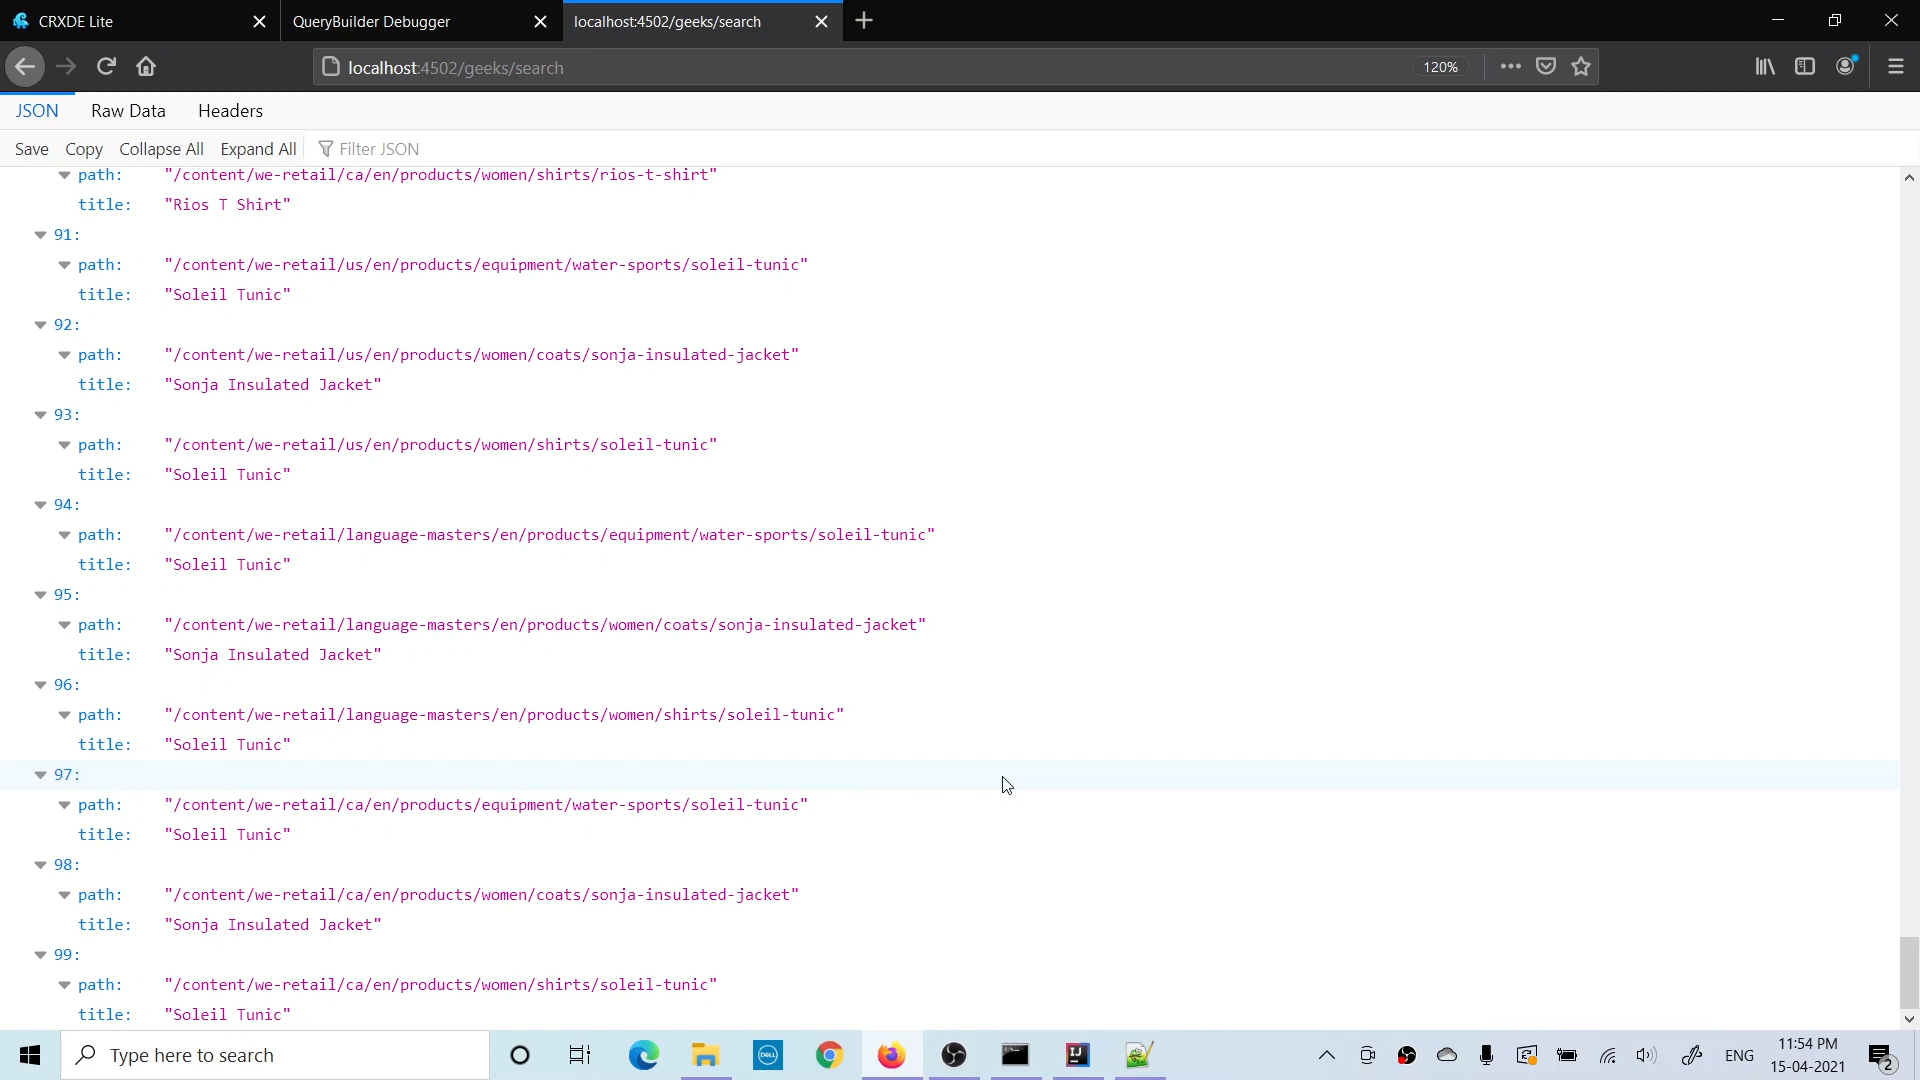 CRXDE Lite
QueryBuilder Debugger
localhost:4502/geeks/search
localhost:4502/geeks/search
120%
JSON Raw Data Headers
Save Copy Collapse All Expand All Filter JSON
path: "/content/we-retail/ca/en/products/women/shirts/rios-t-shirt"
title: "Rios T Shirt"
91:
path: "/content/we-retail/us/en/products/equipment/water-sports/soleil-tunic"
title: "Soleil Tunic"
92:
path: "/content/we-retail/us/en/products/women/coats/sonja-insulated-jacket"
title: "Sonja Insulated Jacket"
93:
path: "/content/we-retail/us/en/products/women/shirts/soleil-tunic"
title: "Soleil Tunic"
94:
path: "/content/we-retail/language-masters/en/products/equipment/water-sports/soleil-tunic"
title: "Soleil Tunic"
95:
path: "/content/we-retail/language-masters/en/products/women/coats/sonja-insulated-jacket"
title: "Sonja Insulated Jacket"
96:
path: "/content/we-retail/language-masters/en/products/women/shirts/soleil-tunic"
title: "Soleil Tunic"
97:
path: "/content/we-retail/ca/en/products/equipment/water-sports/soleil-tunic"
title: "Soleil Tunic"
98:
path: "/content/we-retail/ca/en/products/women/coats/sonja-insulated-jacket"
title: "Sonja Insulated Jacket"
99:
path: "/content/we-retail/ca/en/products/women/shirts/soleil-tunic"
title: "Soleil Tunic"
Type here to search
DELL
IJ
ENG
11:54 PM
15-04-2021
2